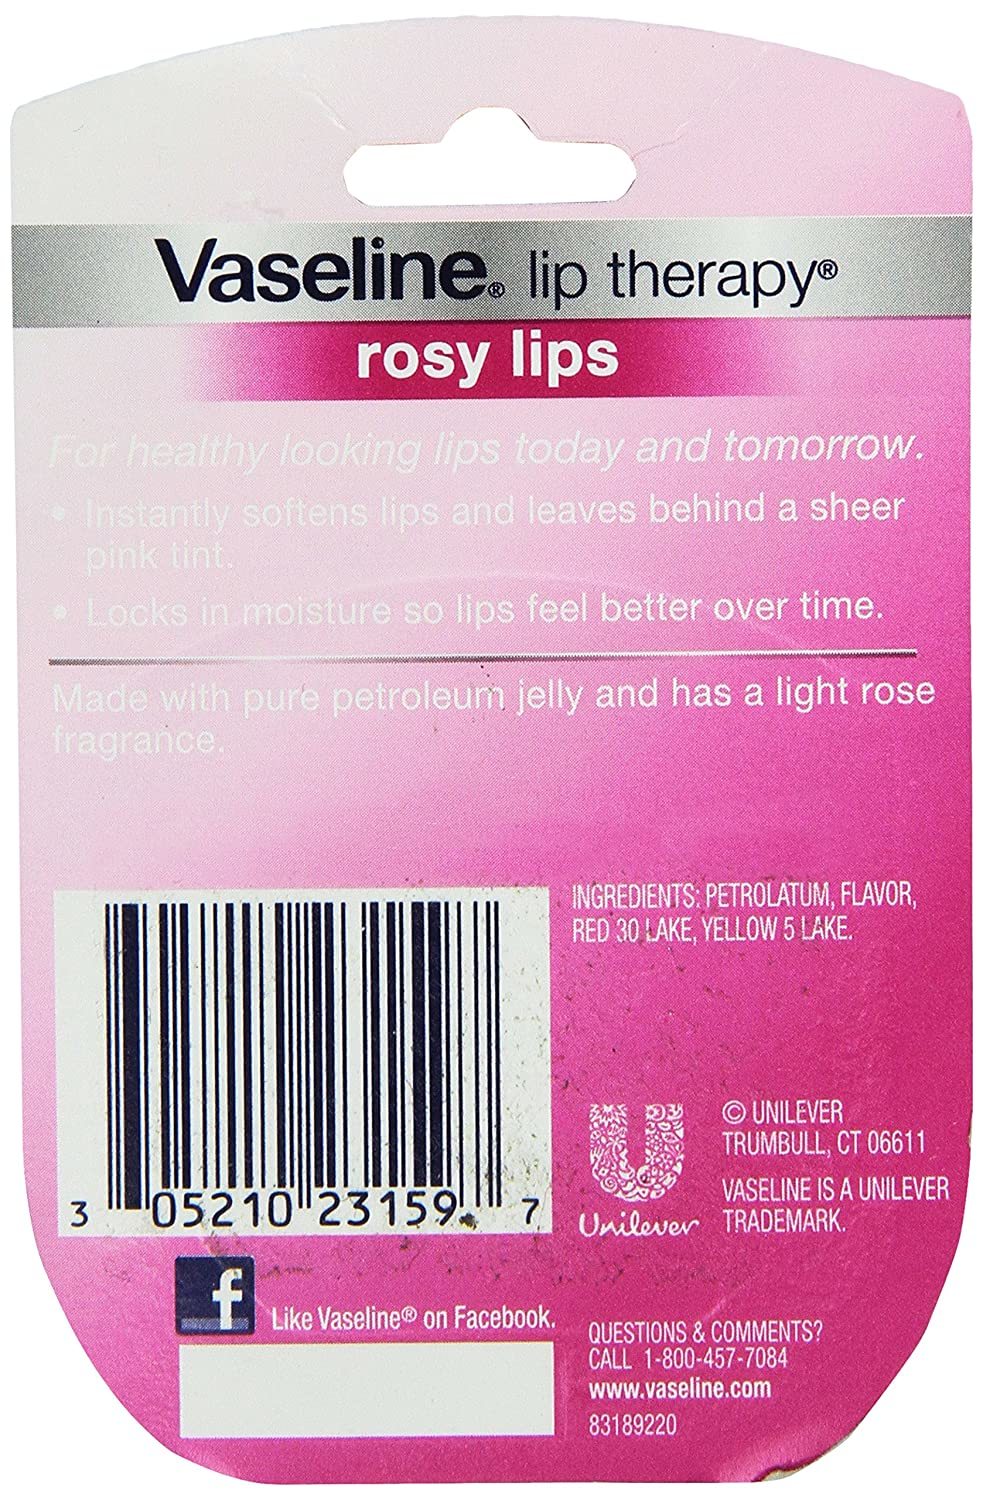 Vaseline® lip therapy®
rosy lips
For healthy looking lips today and tomorrow.
• Instantly softens lips and leaves behind a sheer
pink tint.
• Locks in moisture so lips feel better over time.
Made with pure petroleum jelly and has a light rose
fragrance.
INGREDIENTS: PETROLATUM, FLAVOR,
RED 30 LAKE, YELLOW 5 LAKE.
3 05210 23159 7
© UNILEVER
TRUMBULL, CT 06611
VASELINE IS A UNILEVER
TRADEMARK.
Unilever
f
Like Vaseline® on Facebook.
QUESTIONS & COMMENTS?
CALL 1-800-457-7084
www.vaseline.com
83189220